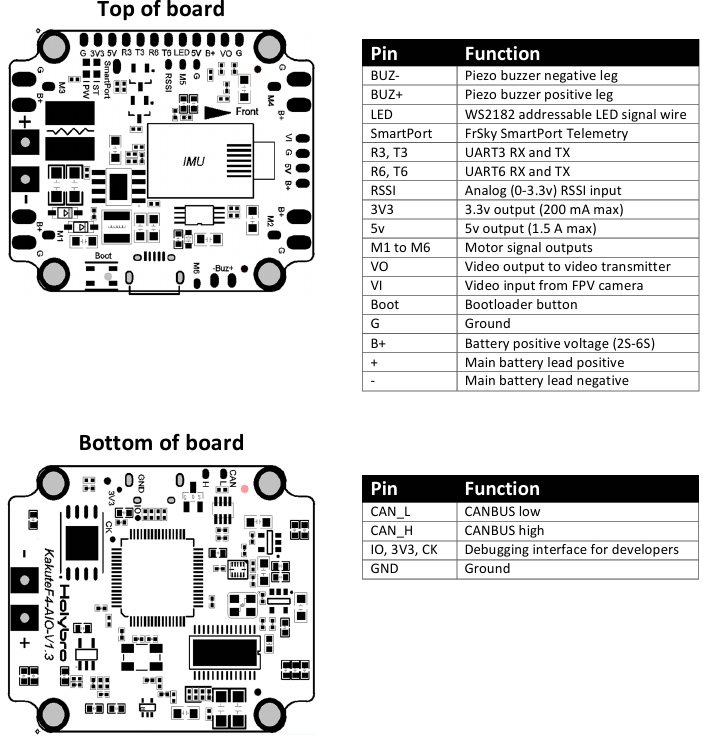 Top of board
G 3V3 5V R3 T3 R6 T6 LED 5V B+ VO G
G
M3
B+
PW
ST
SmartPort
RSSI
M5
G
Front
G
M4
B+
+
IMU
VI
G
5V
B+
-
B+
M1
G
B+
M2
G
Boot
M6
-Buz+
Pin Function
BUZ- Piezo buzzer negative leg
BUZ+ Piezo buzzer positive leg
LED WS2182 addressable LED signal wire
SmartPort FrSky SmartPort Telemetry
R3, T3 UART3 RX and TX
R6, T6 UART6 RX and TX
RSSI Analog (0-3.3v) RSSI input
3V3 3.3v output (200 mA max)
5v 5v output (1.5 A max)
M1 to M6 Motor signal outputs
VO Video output to video transmitter
VI Video input from FPV camera
Boot Bootloader button
G Ground
B+ Battery positive voltage (2S-6S)
+ Main battery lead positive
- Main battery lead negative
Bottom of board
3V3
GND
IO
CK
H
L
CAN
-
+
KakuteF4-AIO-V1.3
Holybro
Pin Function
CAN_L CANBUS low
CAN_H CANBUS high
IO, 3V3, CK Debugging interface for developers
GND Ground